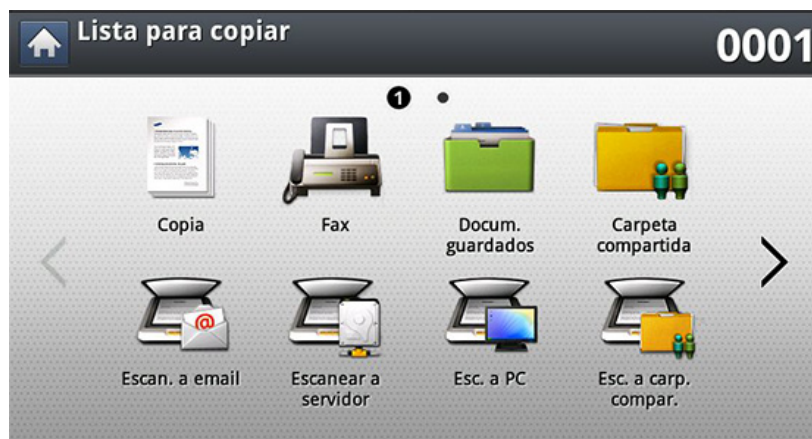 Lista para copiar
0001
1
Copia
Fax
Docum.
guardados
Carpeta
compartida
Escan. a email
Escanear a
servidor
Esc. a PC
Esc. a carp.
compar.